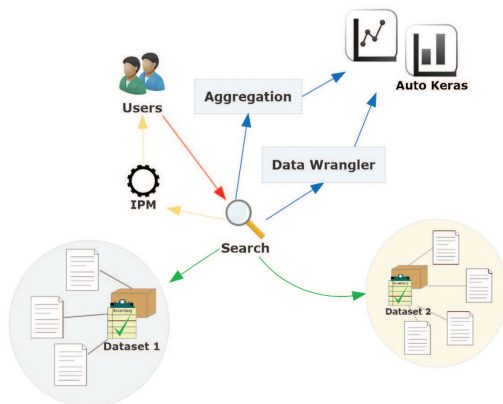 Users
Aggregation
Auto Keras
Data Wrangler
IPM
Search
Dataset 1
Dataset 2